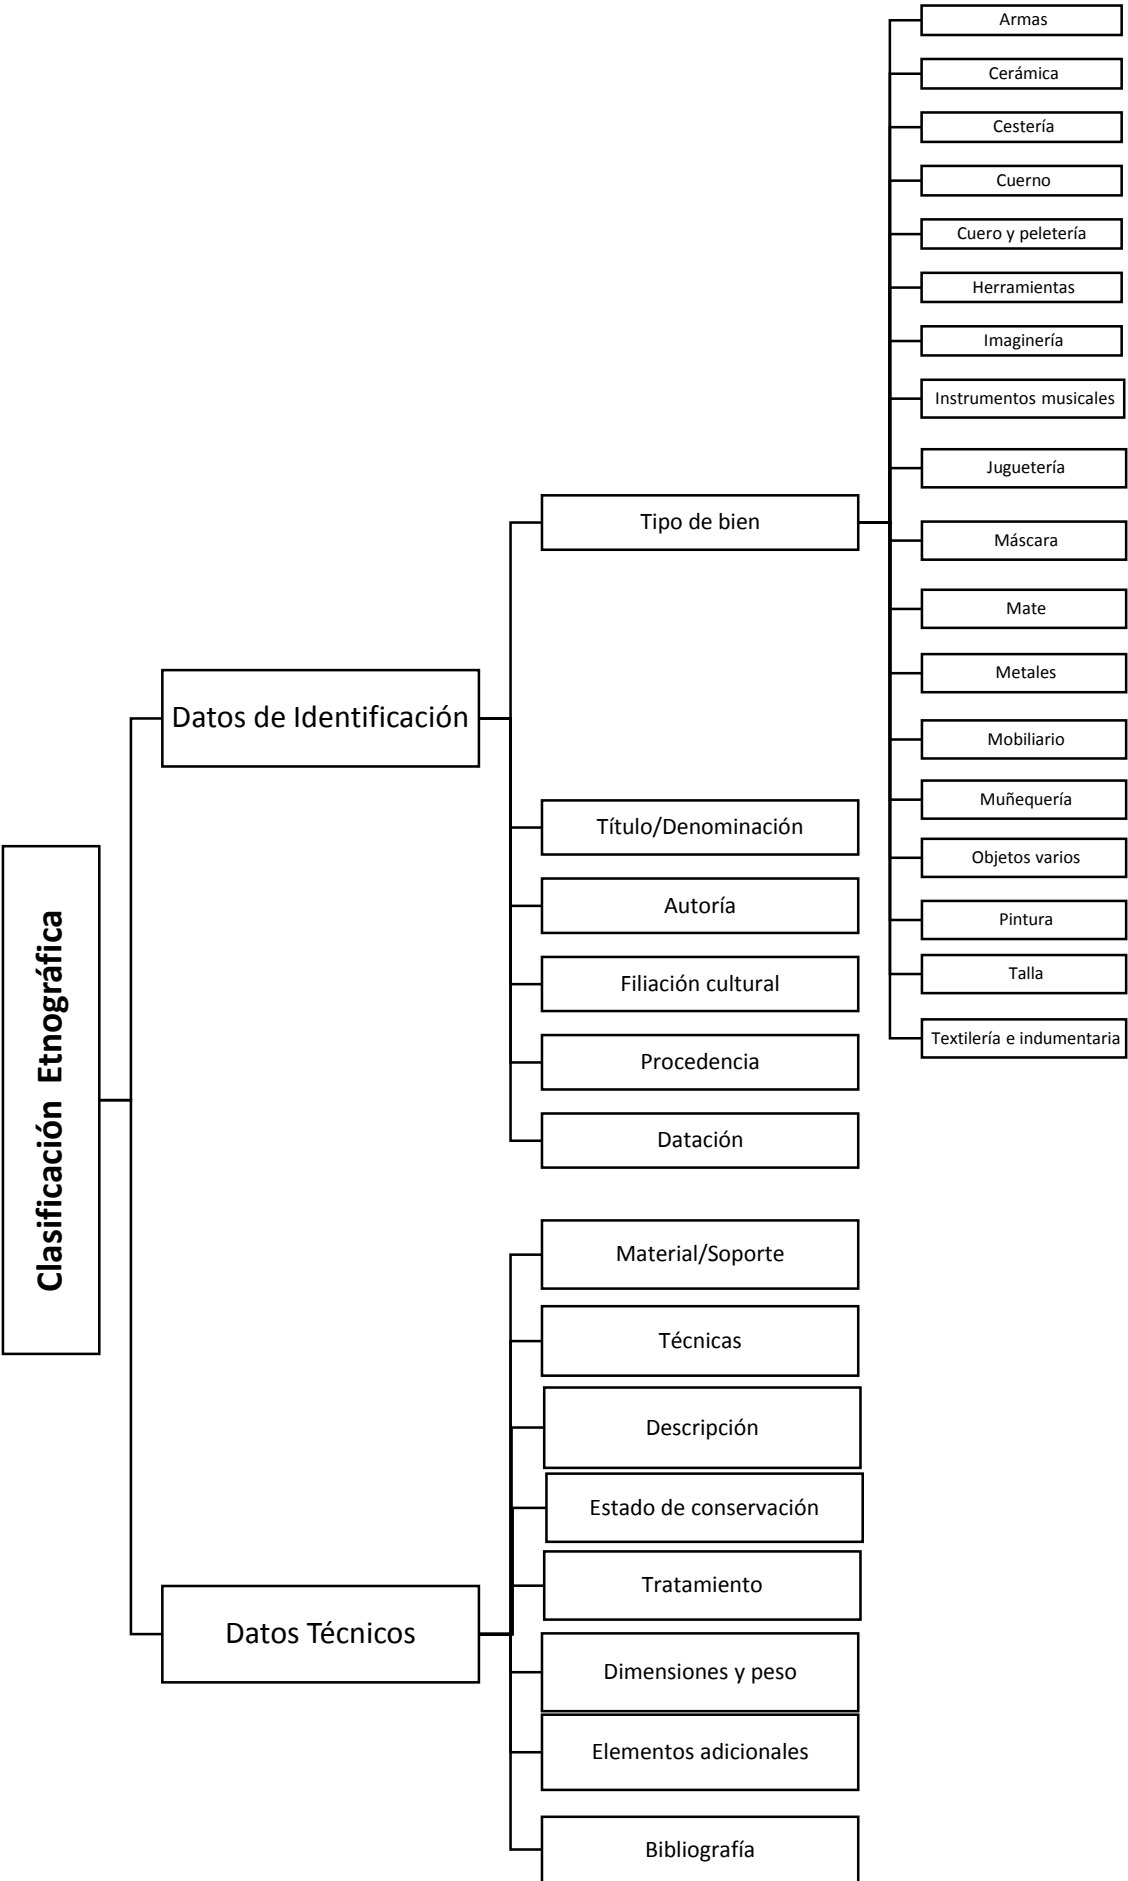 Clasificación Etnográfica
Datos de Identificación
Tipo de bien
Armas
Cerámica
Cestería
Cuerno
Cuero y peletería
Herramientas
Imaginería
Instrumentos musicales
Juguetería
Máscara
Mate
Metales
Mobiliario
Muñequería
Objetos varios
Pintura
Talla
Textilería e indumentaria
Título/Denominación
Autoría
Filiación cultural
Procedencia
Datación
Datos Técnicos
Material/Soporte
Técnicas
Descripción
Estado de conservación
Tratamiento
Dimensiones y peso
Elementos adicionales
Bibliografía